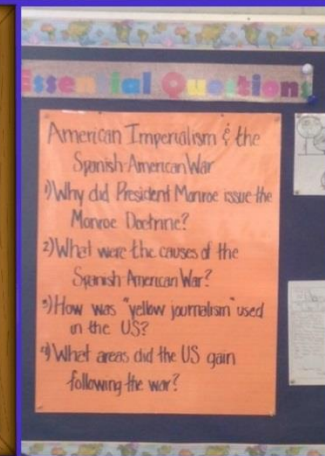 Essential Questions
American Imperialism & the
Spanish-American War
1) Why did President Monroe issue the
Monroe Doctrine?
2) What were the causes of the
Spanish American War?
3) How was "yellow journalism" used
in the US?
4) What areas did the US gain
following the war?